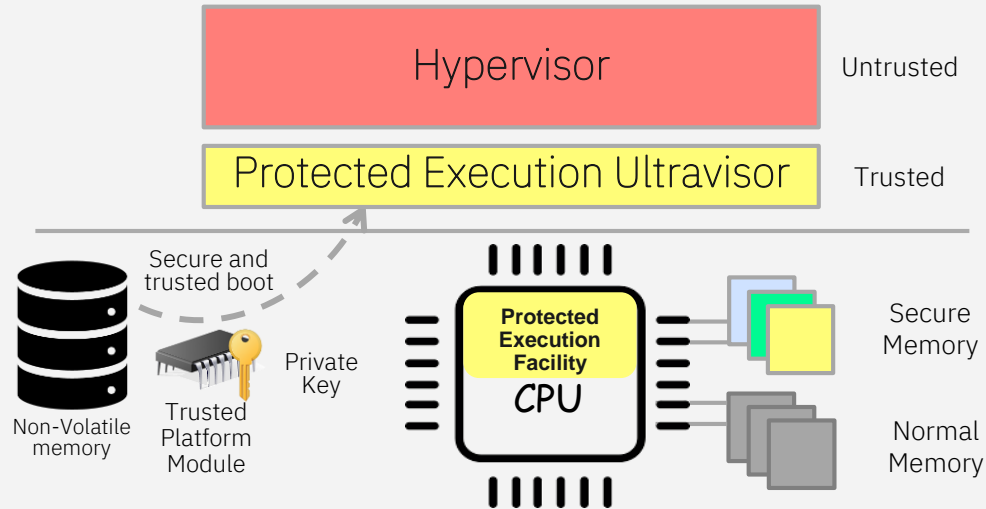 Hypervisor
Untrusted
Protected Execution Ultravisor
Trusted
Secure and
trusted boot
Non-Volatile
memory
Trusted
Platform
Module
Private
Key
Protected
Execution
Facility
CPU
Secure
Memory
Normal
Memory